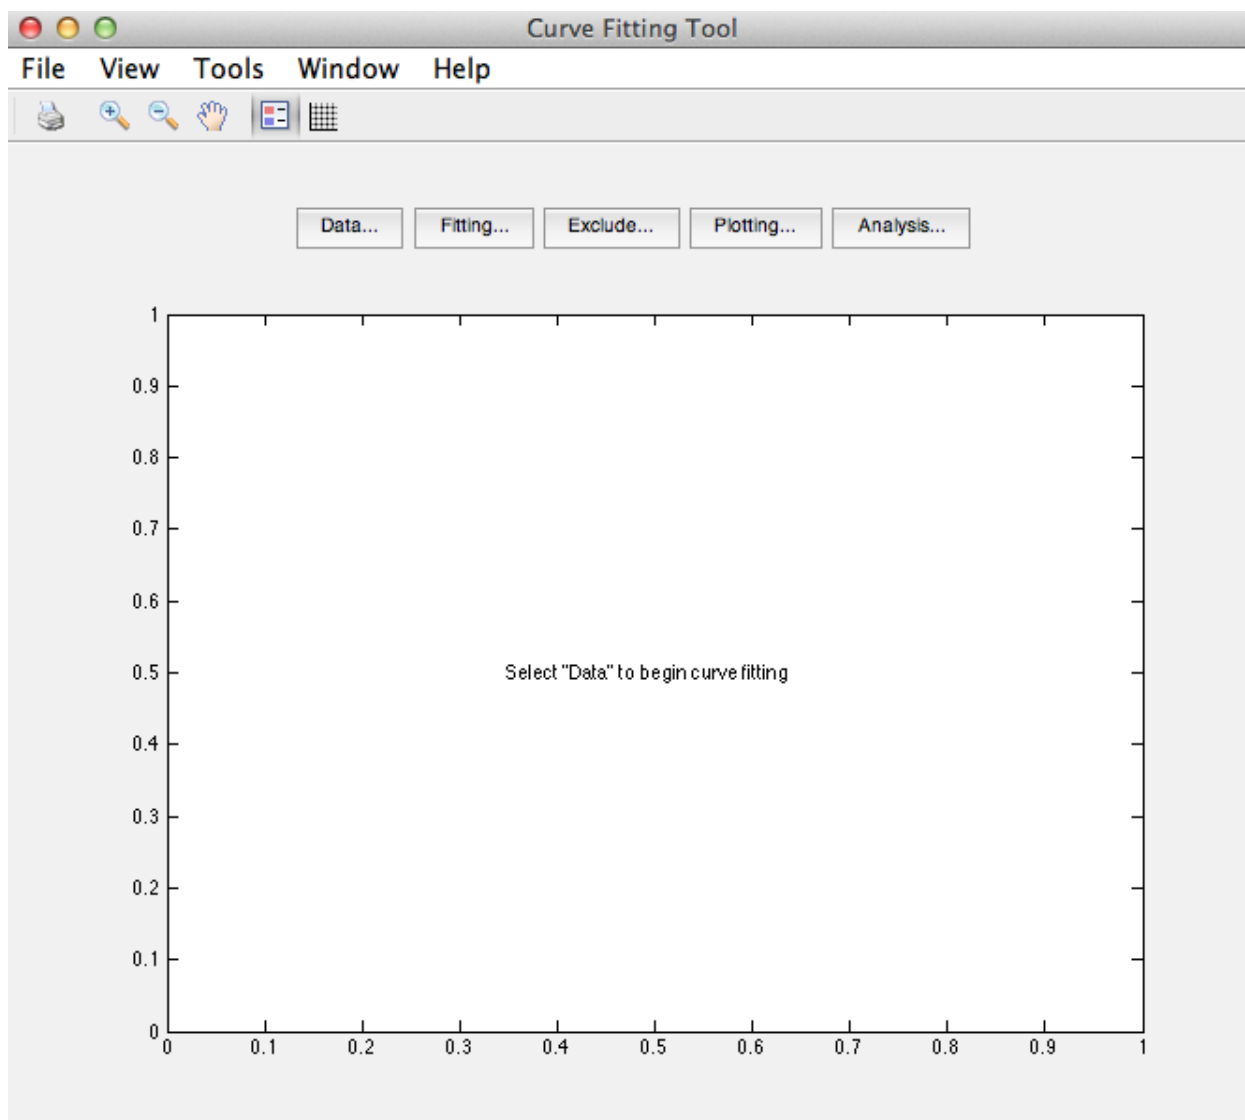 Curve Fitting Tool
File View Tools Window Help
Data... Fitting... Exclude... Plotting... Analysis...
1
0.9
0.8
0.7
0.6
0.5
Select "Data" to begin curve fitting
0.4
0.3
0.2
0.1
0
0 0.1 0.2 0.3 0.4 0.5 0.6 0.7 0.8 0.9 1